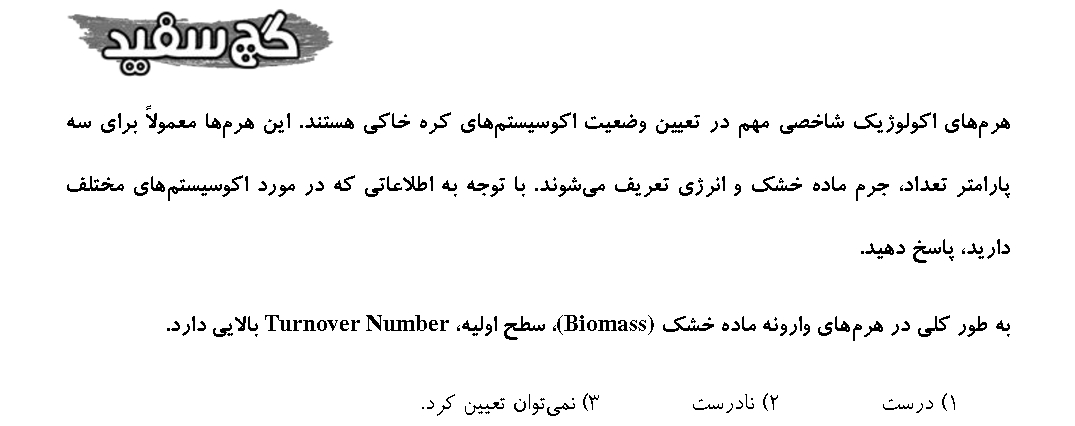 گچ سفید
هرم‌های اکولوژیک شاخصی مهم در تعیین وضعیت اکوسیستم‌های کره خاکی هستند. این هرم‌ها معمولاً برای سه
پارامتر تعداد، جرم ماده خشک و انرژی تعریف می‌شوند. با توجه به اطلاعاتی که در مورد اکوسیستم‌های مختلف
دارید، پاسخ دهید.
به طور کلی در هرم‌های وارونه ماده خشک (Biomass)، سطح اولیه، Turnover Number بالایی دارد.
۱) درست ۲) نادرست ۳) نمی‌توان تعیین کرد.